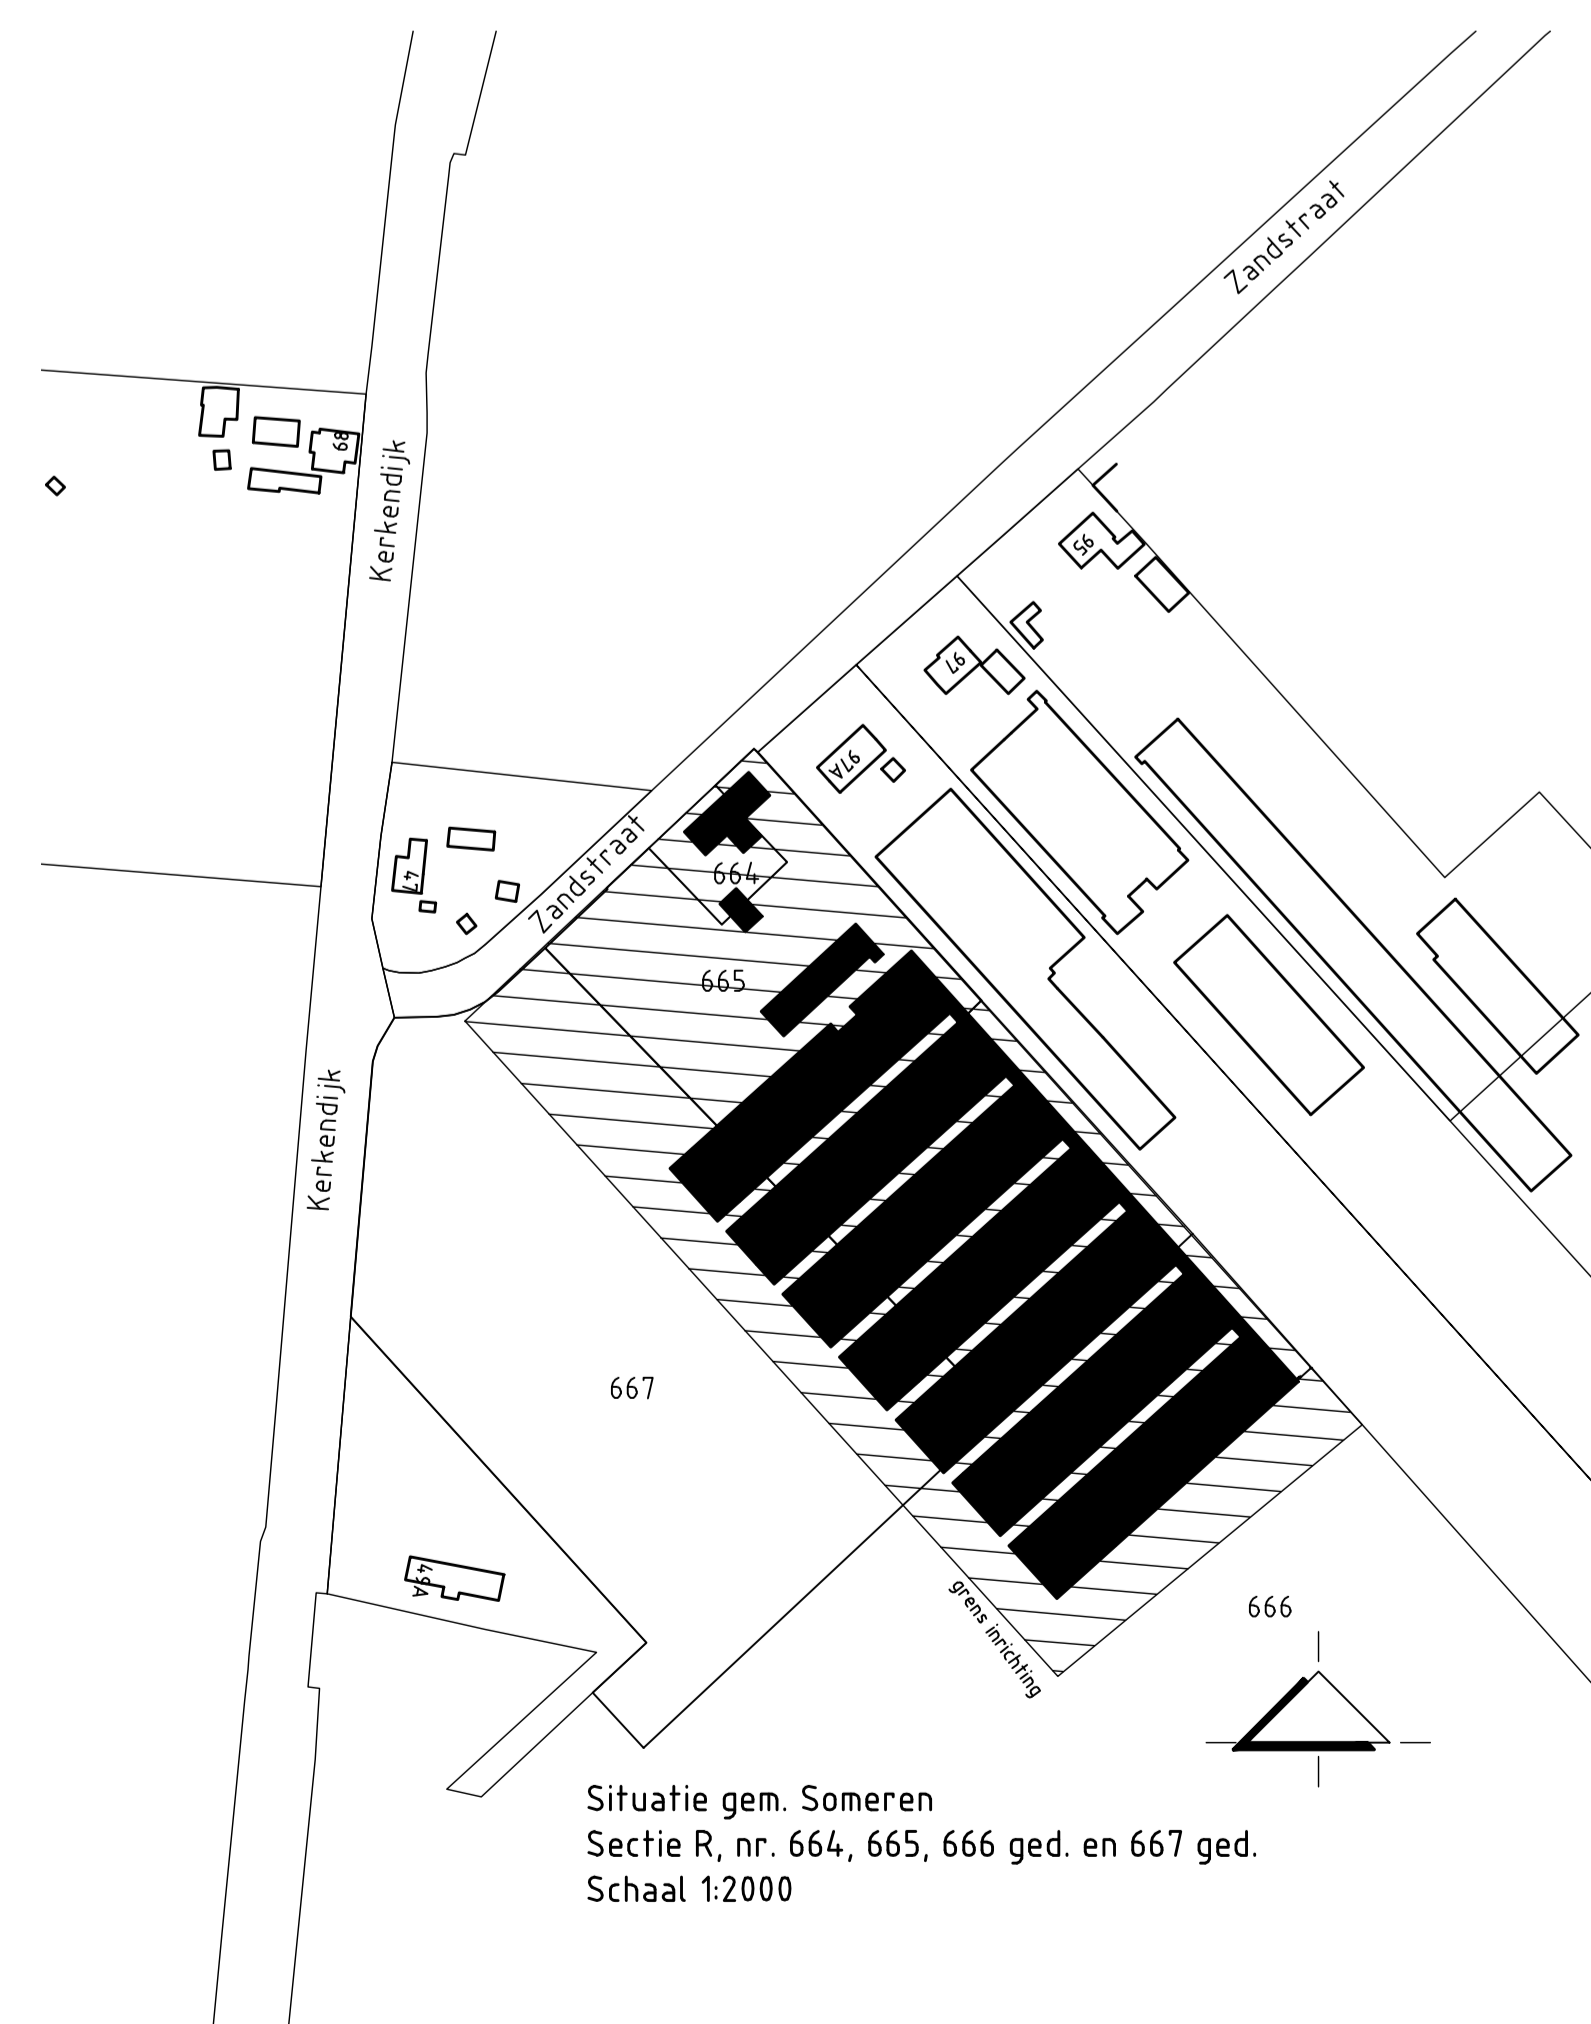 Zandstraat
68
Kerkendijk
95
97
97A
47
Zandstraat
664
665
Kerkendijk
667
49A
grens inrichting
666
Situatie gem. Someren
Sectie R, nr. 664, 665, 666 ged. en 667 ged.
Schaal 1:2000